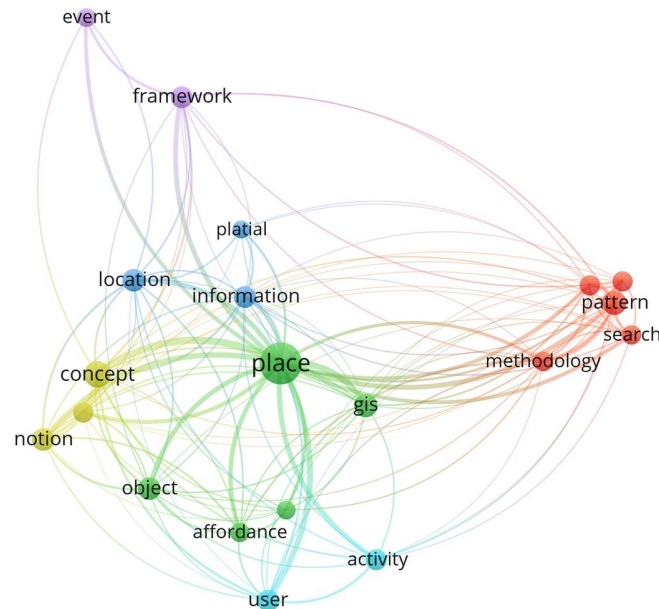 event
framework
platial
location
information
pattern
search
place
methodology
concept
gis
notion
object
affordance
activity
user